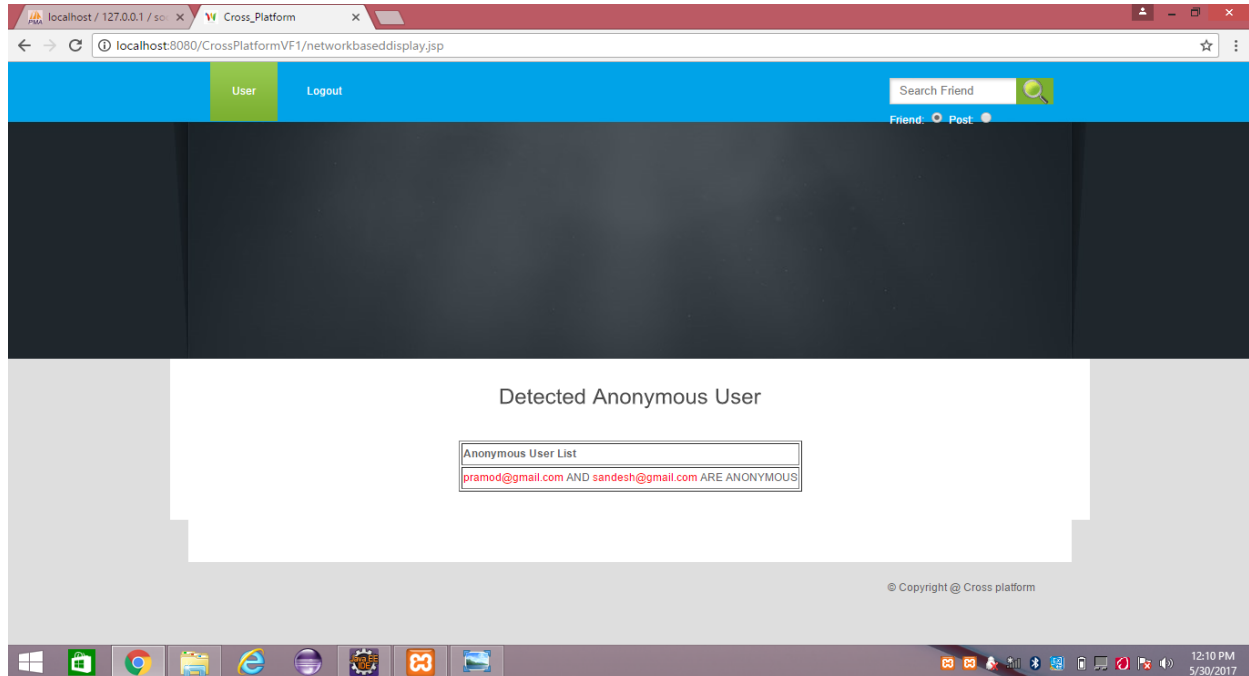 localhost / 127.0.0.1 / so
Cross_Platform
localhost:8080/CrossPlatformVF1/networkbaseddisplay.jsp
User
Logout
Search Friend
Friend: Post:
Detected Anonymous User
Anonymous User List
pramod@gmail.com AND sandesh@gmail.com ARE ANONYMOUS
© Copyright @ Cross platform
12:10 PM
5/30/2017